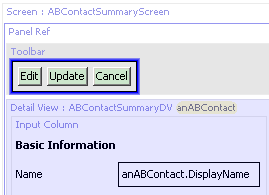 Screen : ABContactSummaryScreen
Panel Ref
Toolbar
Edit Update Cancel
Detail View : ABContactSummaryDV anABContact
Input Column
Basic Information
Name anABContact.DisplayName